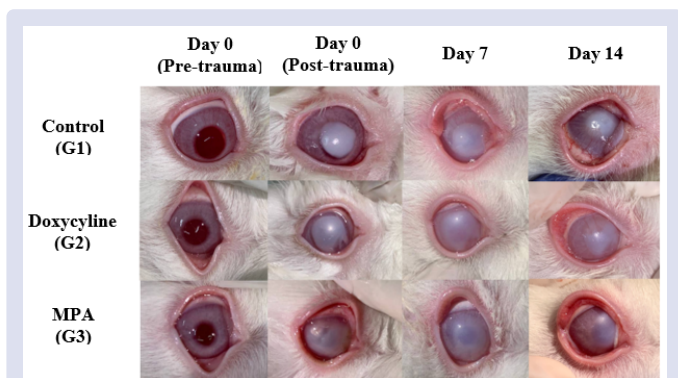 Day 0
(Pre-trauma)
Day 0
(Post-trauma)
Day 7
Day 14
Control
(G1)
Doxycyline
(G2)
MPA
(G3)